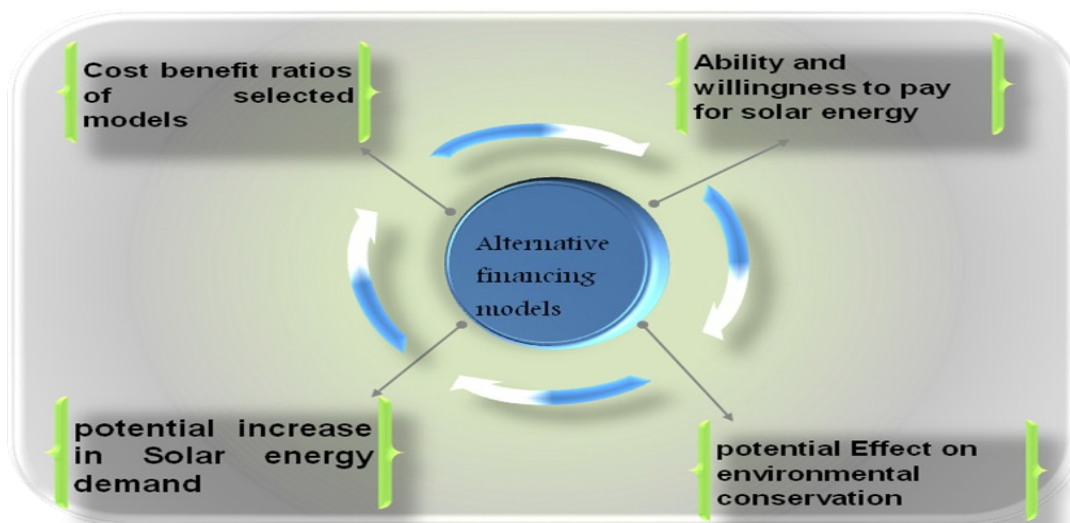 Cost benefit ratios
of selected
models
Ability and
willingness to pay
for solar energy
Alternative
financing
models
potential increase
in Solar energy
demand
potential Effect on
environmental
conservation